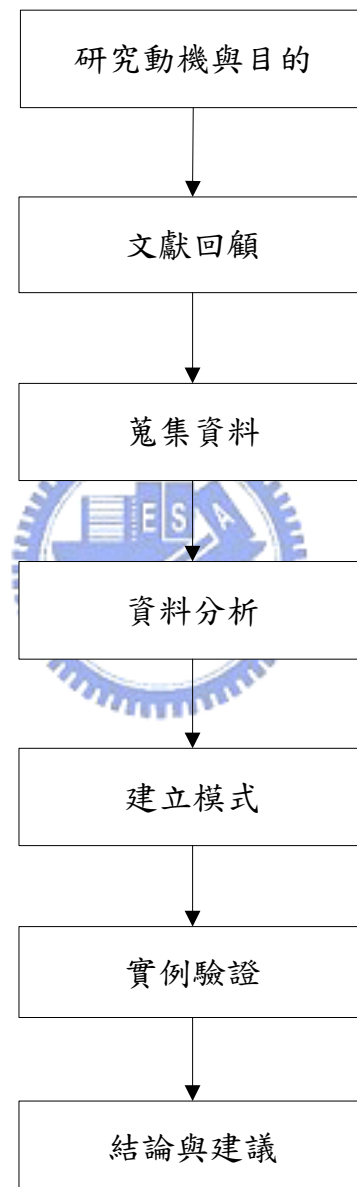 研究動機與目的
文獻回顧
蒐集資料
ESA
資料分析
建立模式
實例驗證
結論與建議